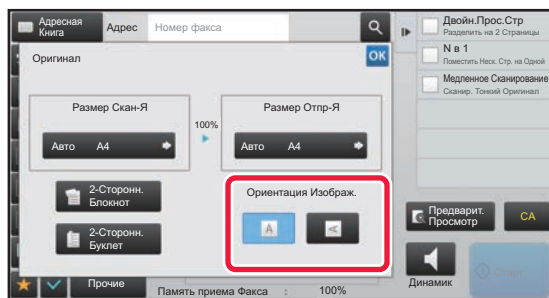 Адресная
Книга
Адрес
Номер факса
Двойн.Прос.Стр
Разделить на 2 Страницы
N в 1
Поместить Неск. Стр. на Одной
Медленное Сканирование
Сканир. Тонкий Оригинал
Оригинал
OK
Размер Скан-Я
Авто A4
100%
Размер Отпр-Я
Авто A4
2-Сторонн.
Блокнот
2-Сторонн.
Буклет
Ориентация Изображ.
A
A
Предварит.
Просмотр
CA
Динамик
Старт
Прочие
Память приема Факса : 100%